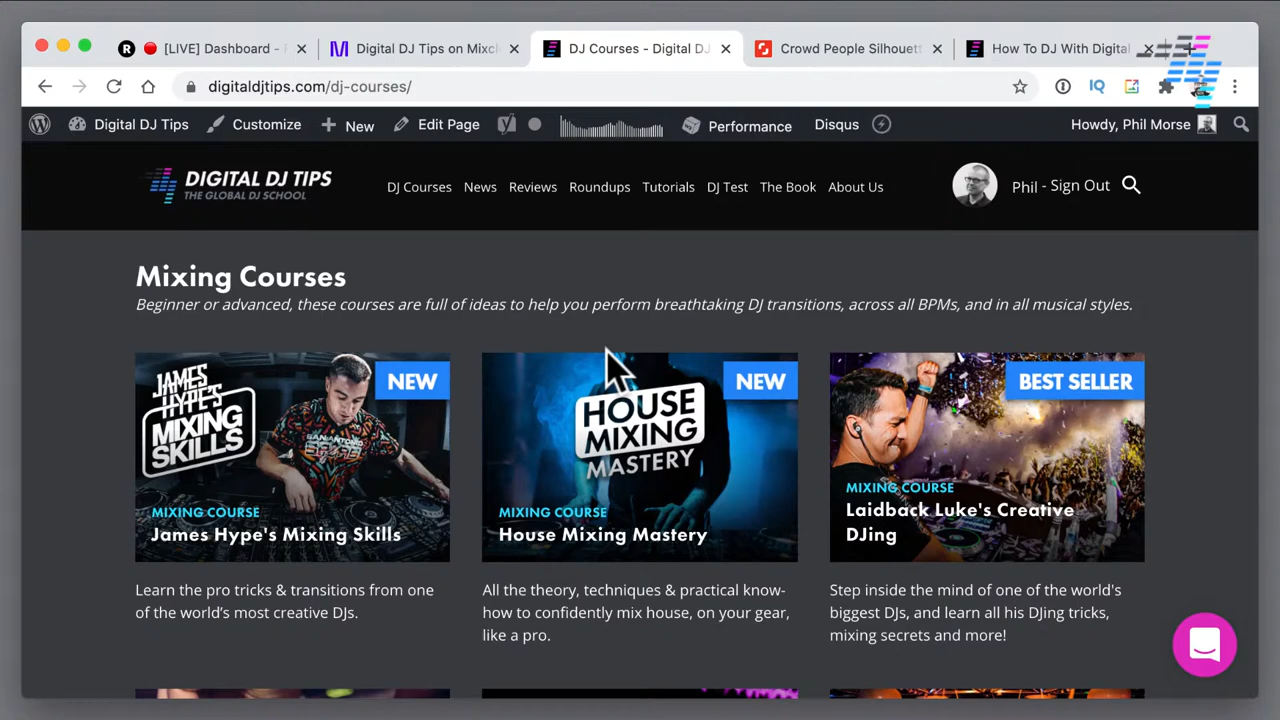 [LIVE] Dashboard -
Digital DJ Tips on Mixcl
DJ Courses - Digital DJ
Crowd People Silhouett
How To DJ With Digital
digitaldjtips.com/dj-courses/
IQ
Digital DJ Tips
Customize
New
Edit Page
Performance
Disqus
Howdy, Phil Morse
DIGITAL DJ TIPS
THE GLOBAL DJ SCHOOL
DJ Courses
News
Reviews
Roundups
Tutorials
DJ Test
The Book
About Us
Phil - Sign Out
Mixing Courses
Beginner or advanced, these courses are full of ideas to help you perform breathtaking DJ transitions, across all BPMs, and in all musical styles.
JAMES
HYPE'S
MIXING
SKILLS
NEW
MIXING COURSE
James Hype's Mixing Skills
Learn the pro tricks & transitions from one
of the world's most creative DJs.
NEW
HOUSE
MIXING
MASTERY
MIXING COURSE
House Mixing Mastery
All the theory, techniques & practical know-
how to confidently mix house, on your gear,
like a pro.
BEST SELLER
MIXING COURSE
Laidback Luke's Creative
DJing
Step inside the mind of one of the world's
biggest DJs, and learn all his DJing tricks,
mixing secrets and more!